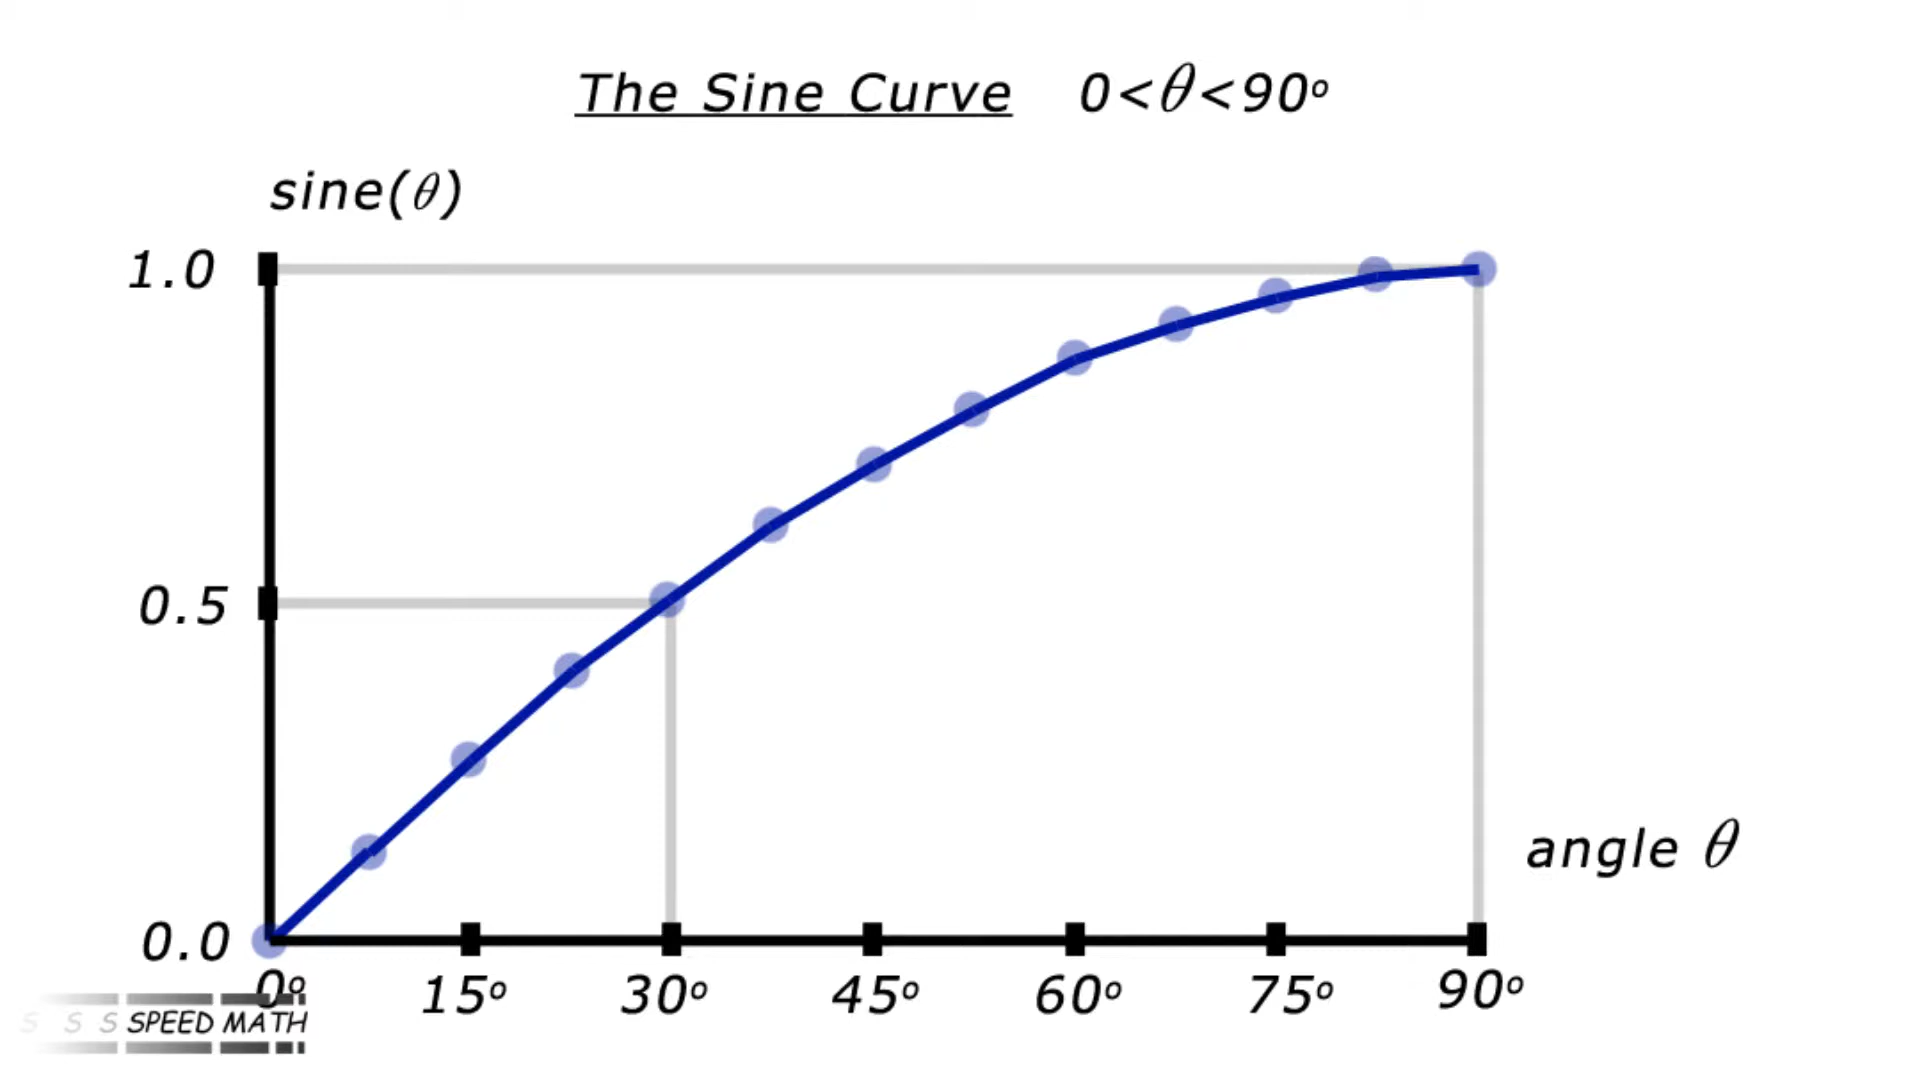 The Sine Curve 0<θ<90°
sine(θ)
1.0
0.5
angle θ
0.0
0° 15° 30° 45° 60° 75° 90°
S S S SPEED MATH